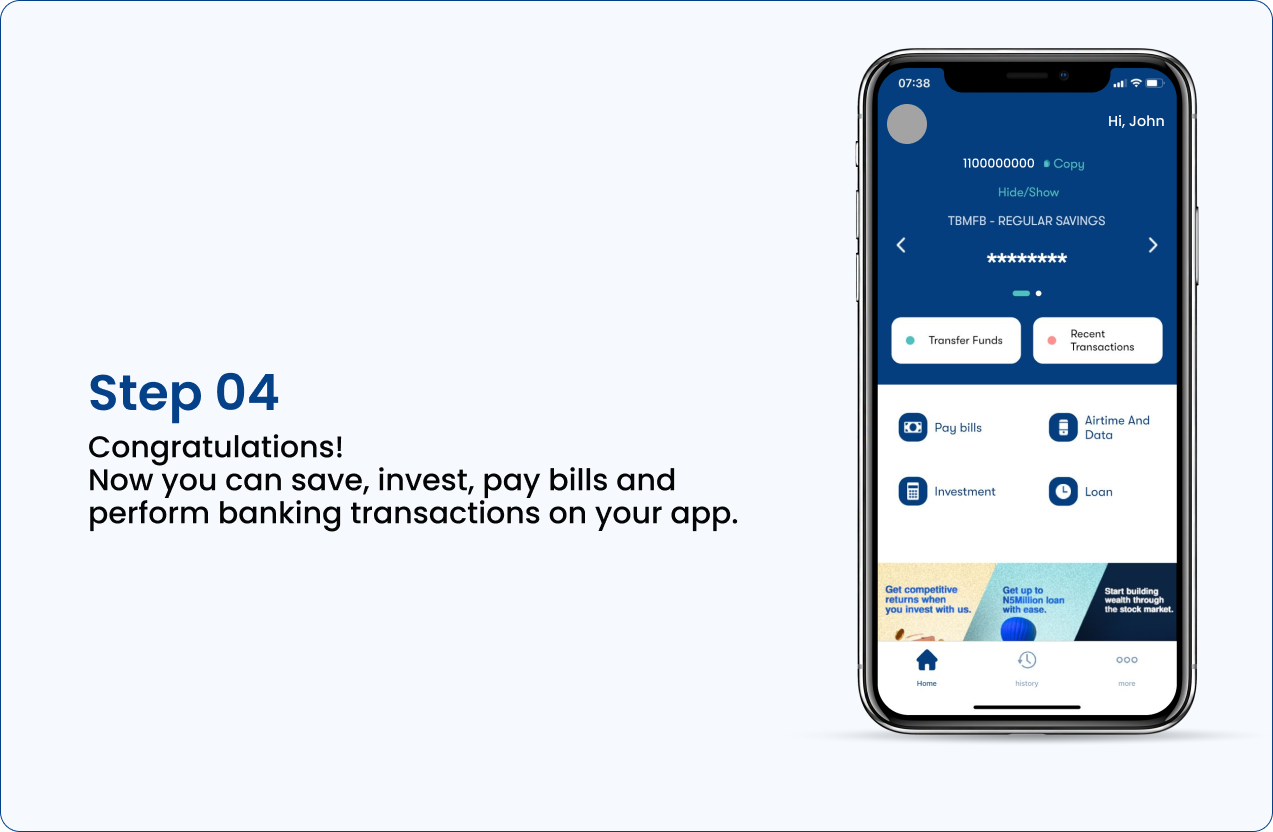 Step 04
Congratulations!
Now you can save, invest, pay bills and
perform banking transactions on your app.
07:38
Hi, John
1100000000 Copy
Hide/Show
TBMFB - REGULAR SAVINGS
********
Transfer Funds
Recent
Transactions
Pay bills
Airtime And
Data
Investment
Loan
Get competitive
returns when
you invest with us.
Get up to
N5Million loan
with ease.
Start building
wealth through
the stock market.
Home
history
more